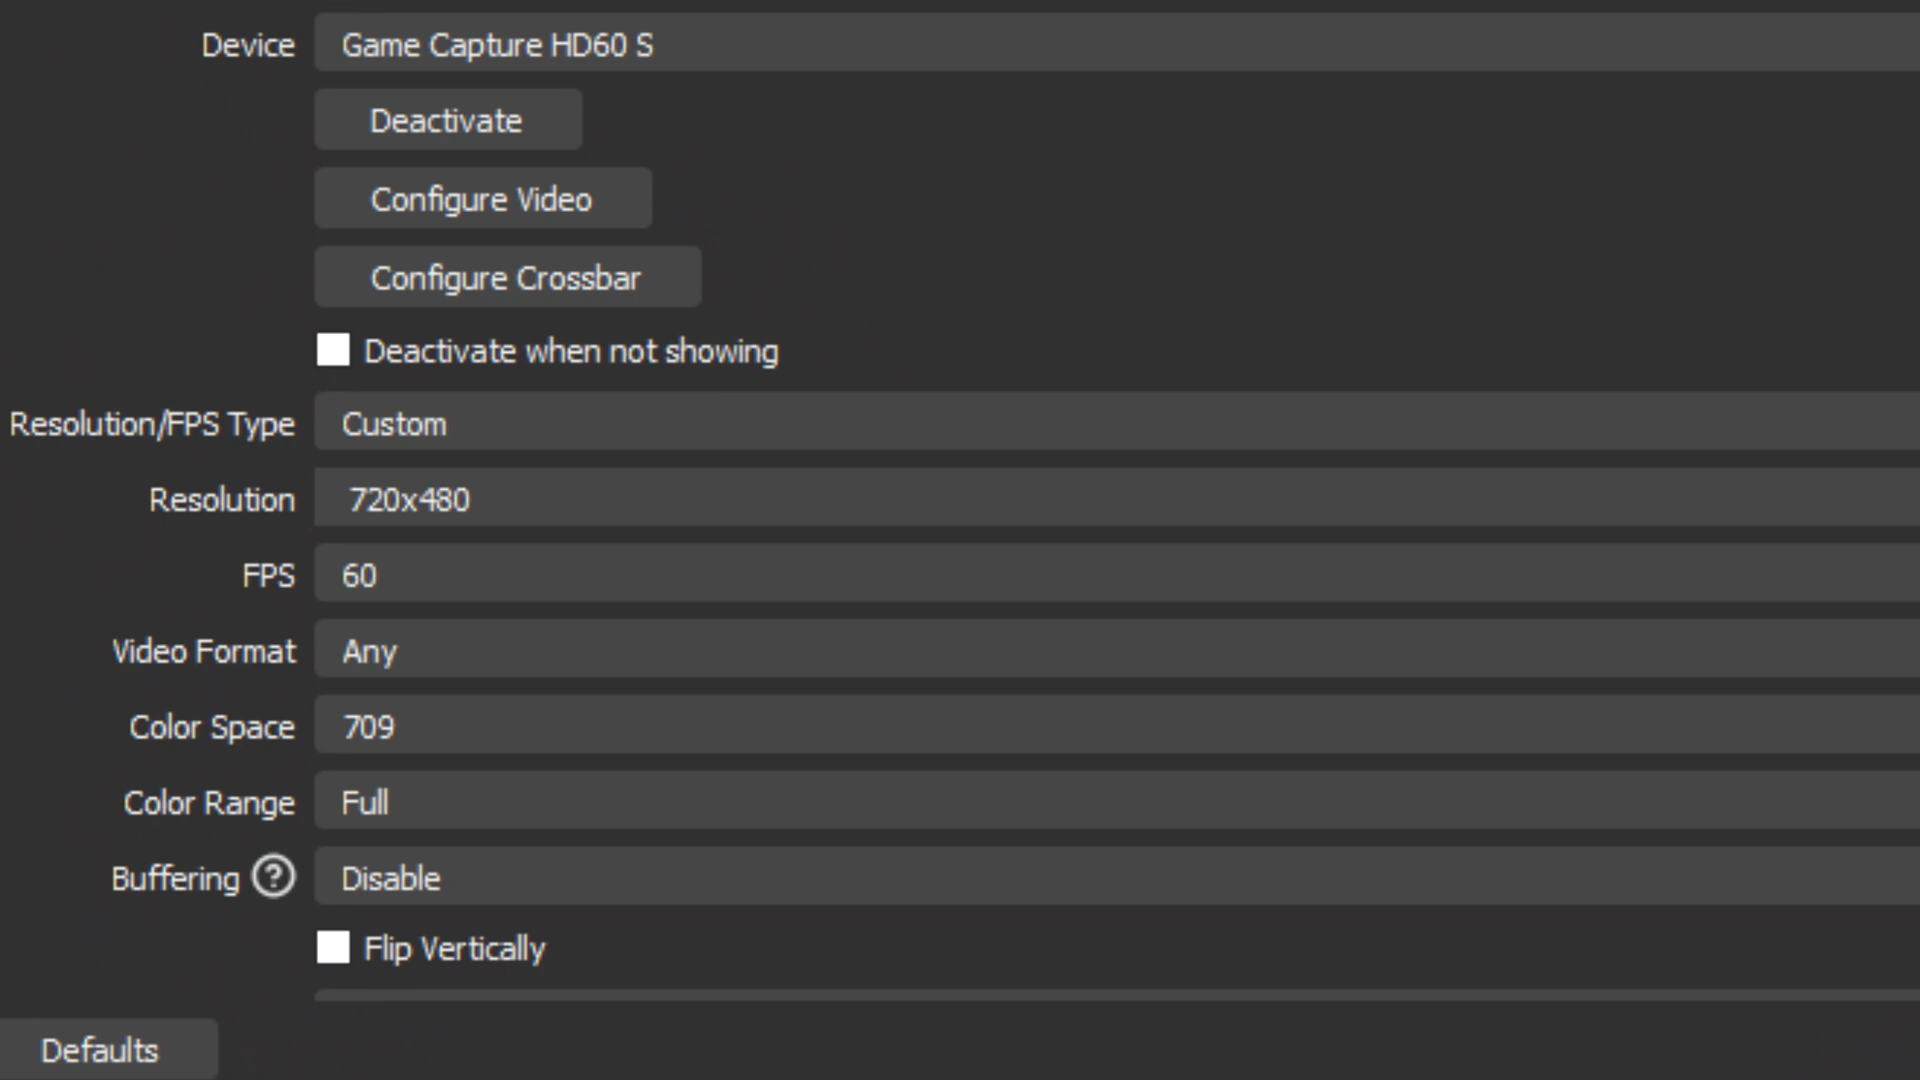 Device Game Capture HD60 S
Deactivate
Configure Video
Configure Crossbar
Deactivate when not showing
Resolution/FPS Type Custom
Resolution 720x480
FPS 60
Video Format Any
Color Space 709
Color Range Full
Buffering ? Disable
Flip Vertically
Defaults